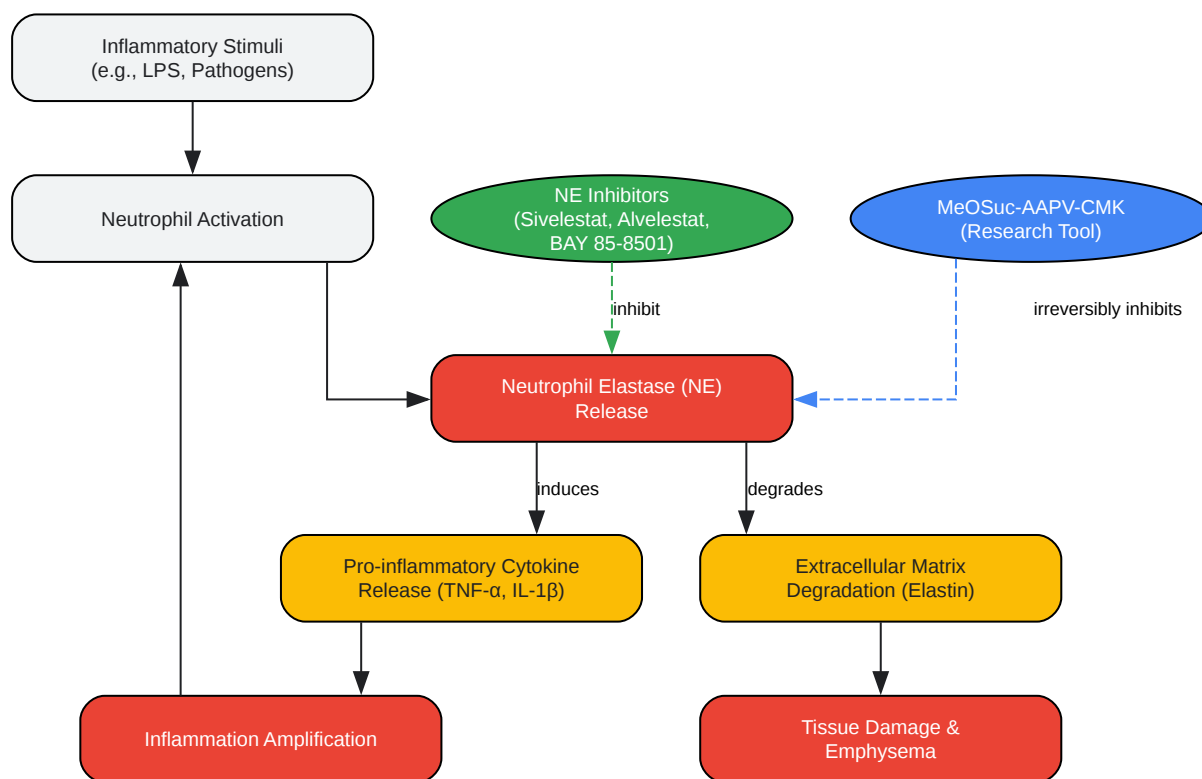 Inflammatory Stimuli
(e.g., LPS, Pathogens)
Neutrophil Activation
NE Inhibitors
(Sivelestat, Alvelestat,
BAY 85-8501)
MeOSuc-AAPV-CMK
(Research Tool)
inhibit
irreversibly inhibits
Neutrophil Elastase (NE)
Release
induces
degrades
Pro-inflammatory Cytokine
Release (TNF-α, IL-1β)
Extracellular Matrix
Degradation (Elastin)
Inflammation Amplification
Tissue Damage &
Emphysema